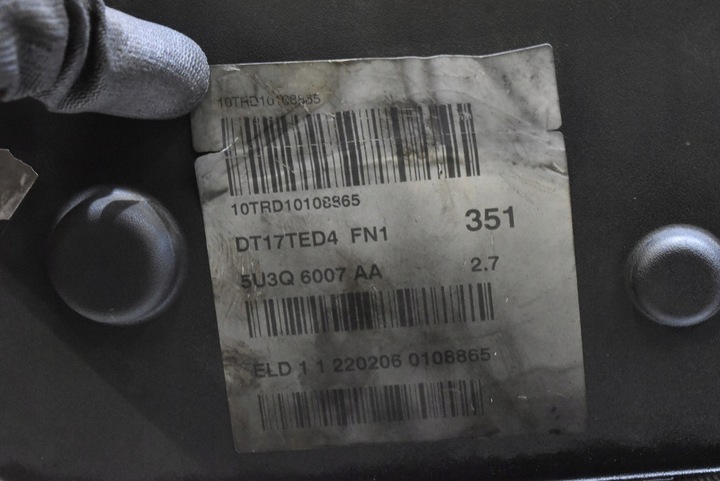 10TRD10108865
10TRD10108865
DT17TED4 FN1 351
5U3Q 6007 AA 2.7
ELD 1 1 220206 0108865